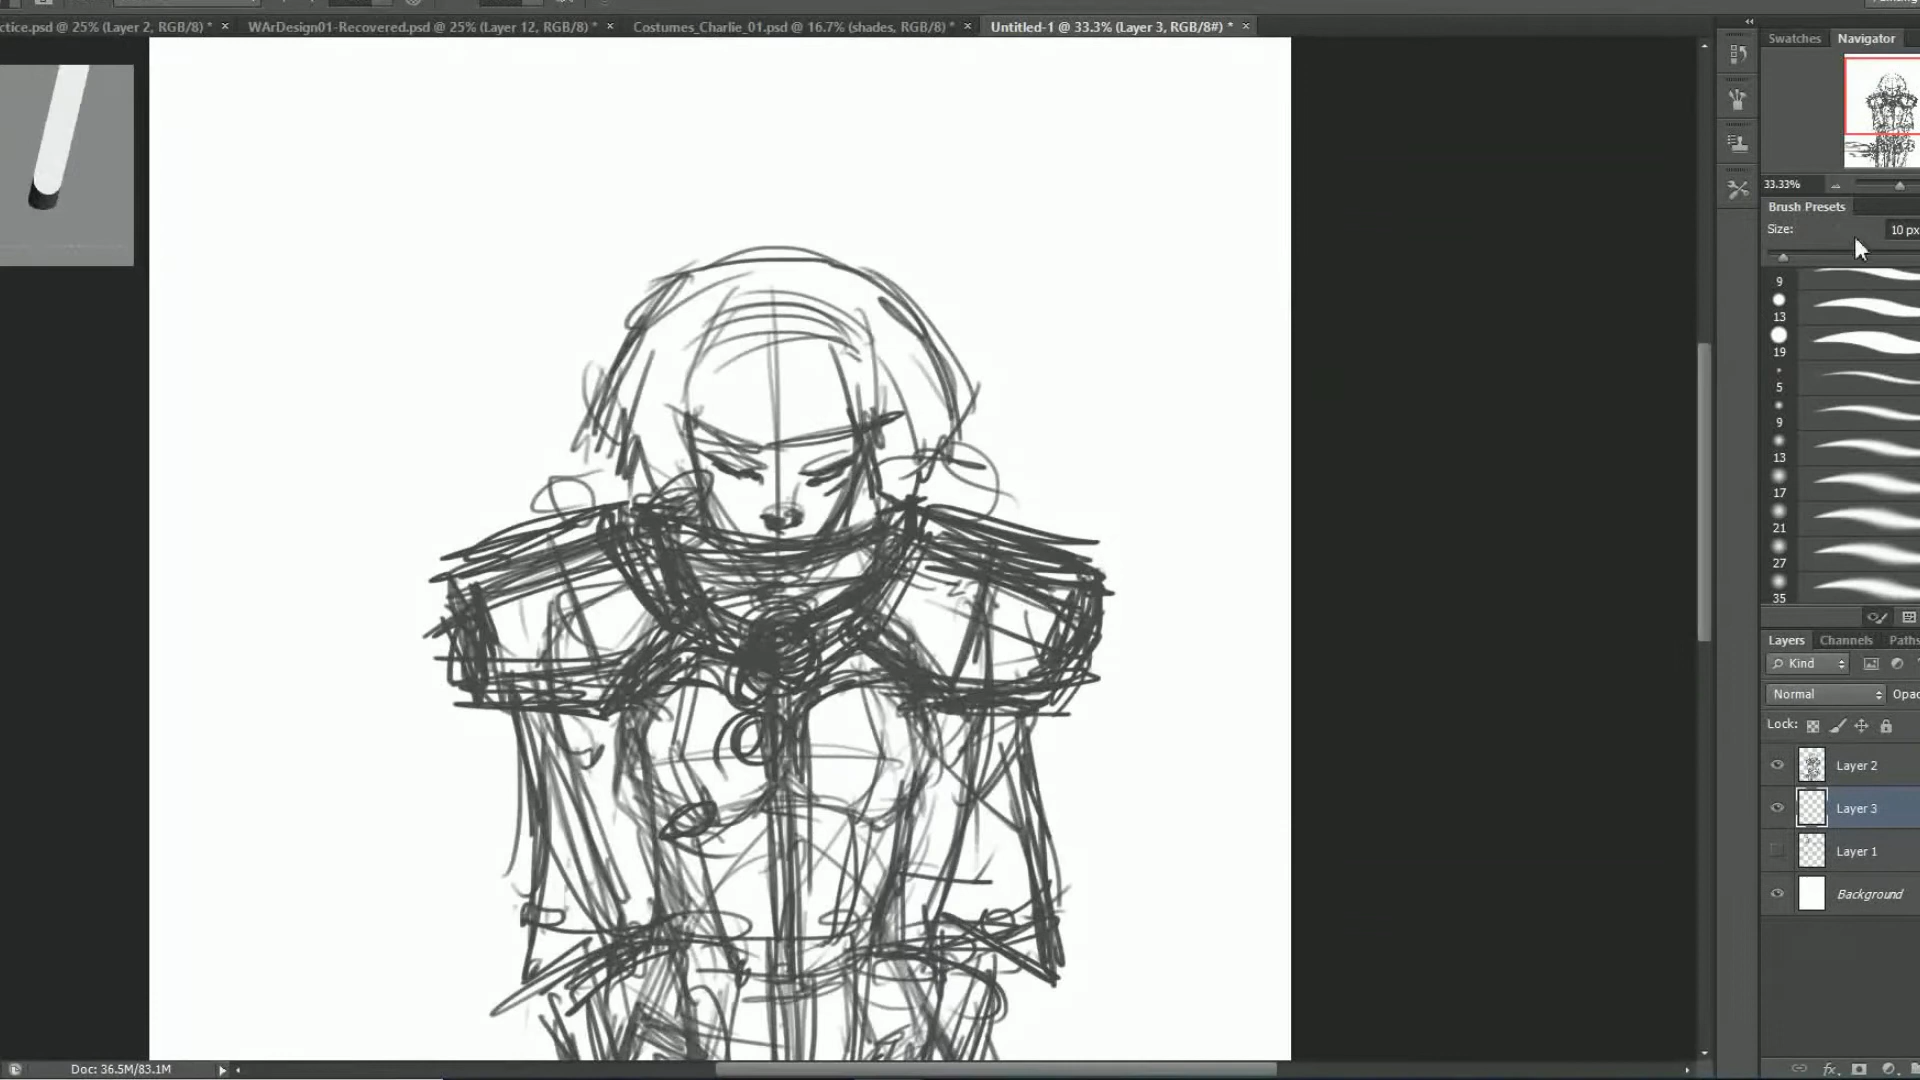 ctice.psd @ 25% (Layer 2, RGB/8) * × WArDesign01-Recovered.psd @ 25% (Layer 12, RGB/8) * × Costumes_Charlie_01.psd @ 16.7% (shades, RGB/8) * × Untitled-1 @ 33.3% (Layer 3, RGB/8#) * ×
Swatches Navigator
33.33%
Brush Presets
Size: 10 px
9
13
19
5
9
13
17
21
27
35
Layers Channels Paths
Kind
Normal Opac
Lock:
Layer 2
Layer 3
Layer 1
Background
fx.
Doc: 36.5M/83.1M